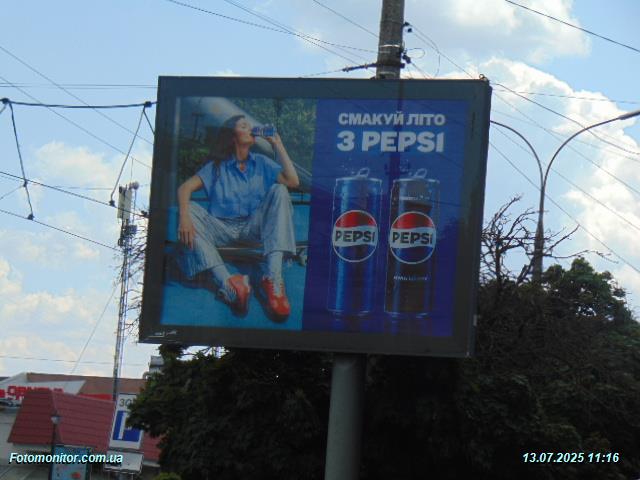 СМАКУЙ ЛІТО
З PEPSI
PEPSI
PEPSI
Fotomonitor.com.ua
13.07.2025 11:16